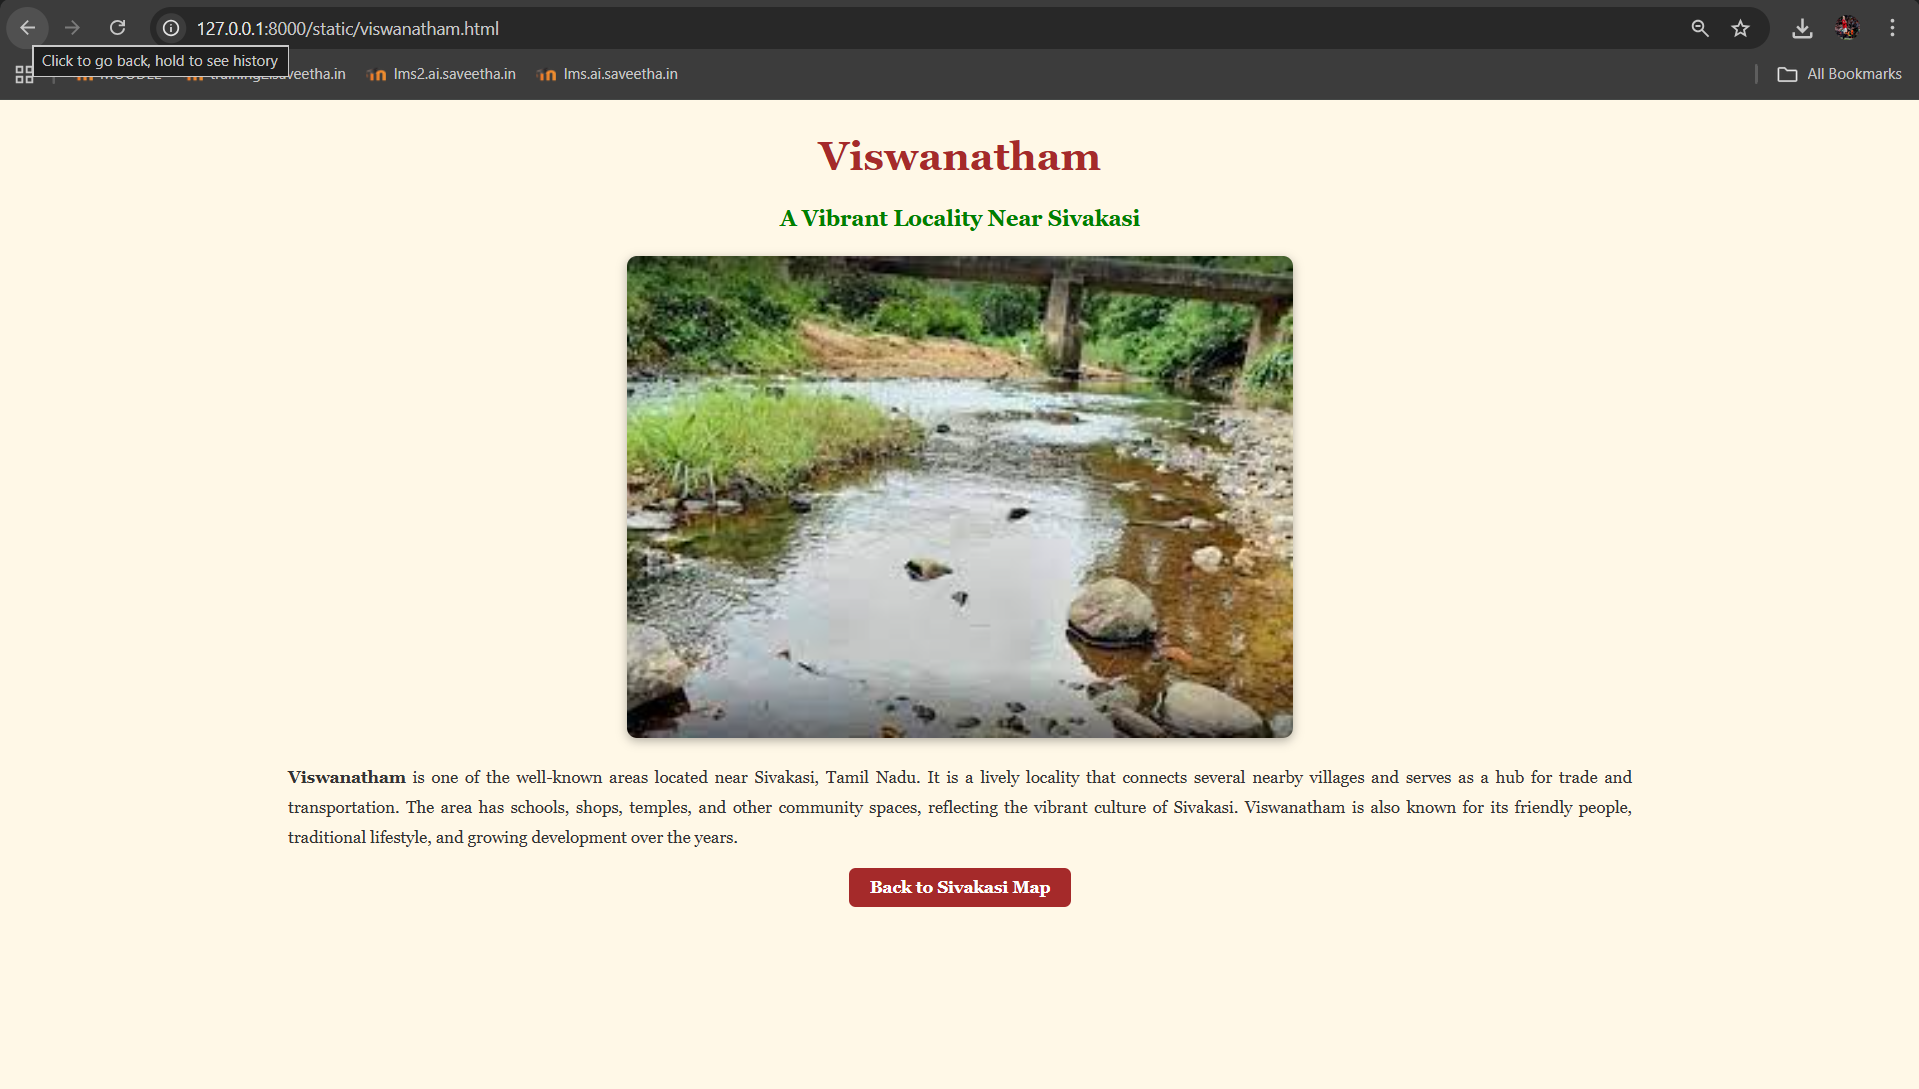 127.0.0.1:8000/static/viswanatham.html
Click to go back, hold to see history
lms2.ai.saveetha.in
lms.ai.saveetha.in
All Bookmarks
Viswanatham
A Vibrant Locality Near Sivakasi
Viswanatham is one of the well-known areas located near Sivakasi, Tamil Nadu. It is a lively locality that connects several nearby villages and serves as a hub for trade and
transportation. The area has schools, shops, temples, and other community spaces, reflecting the vibrant culture of Sivakasi. Viswanatham is also known for its friendly people,
traditional lifestyle, and growing development over the years.
Back to Sivakasi Map